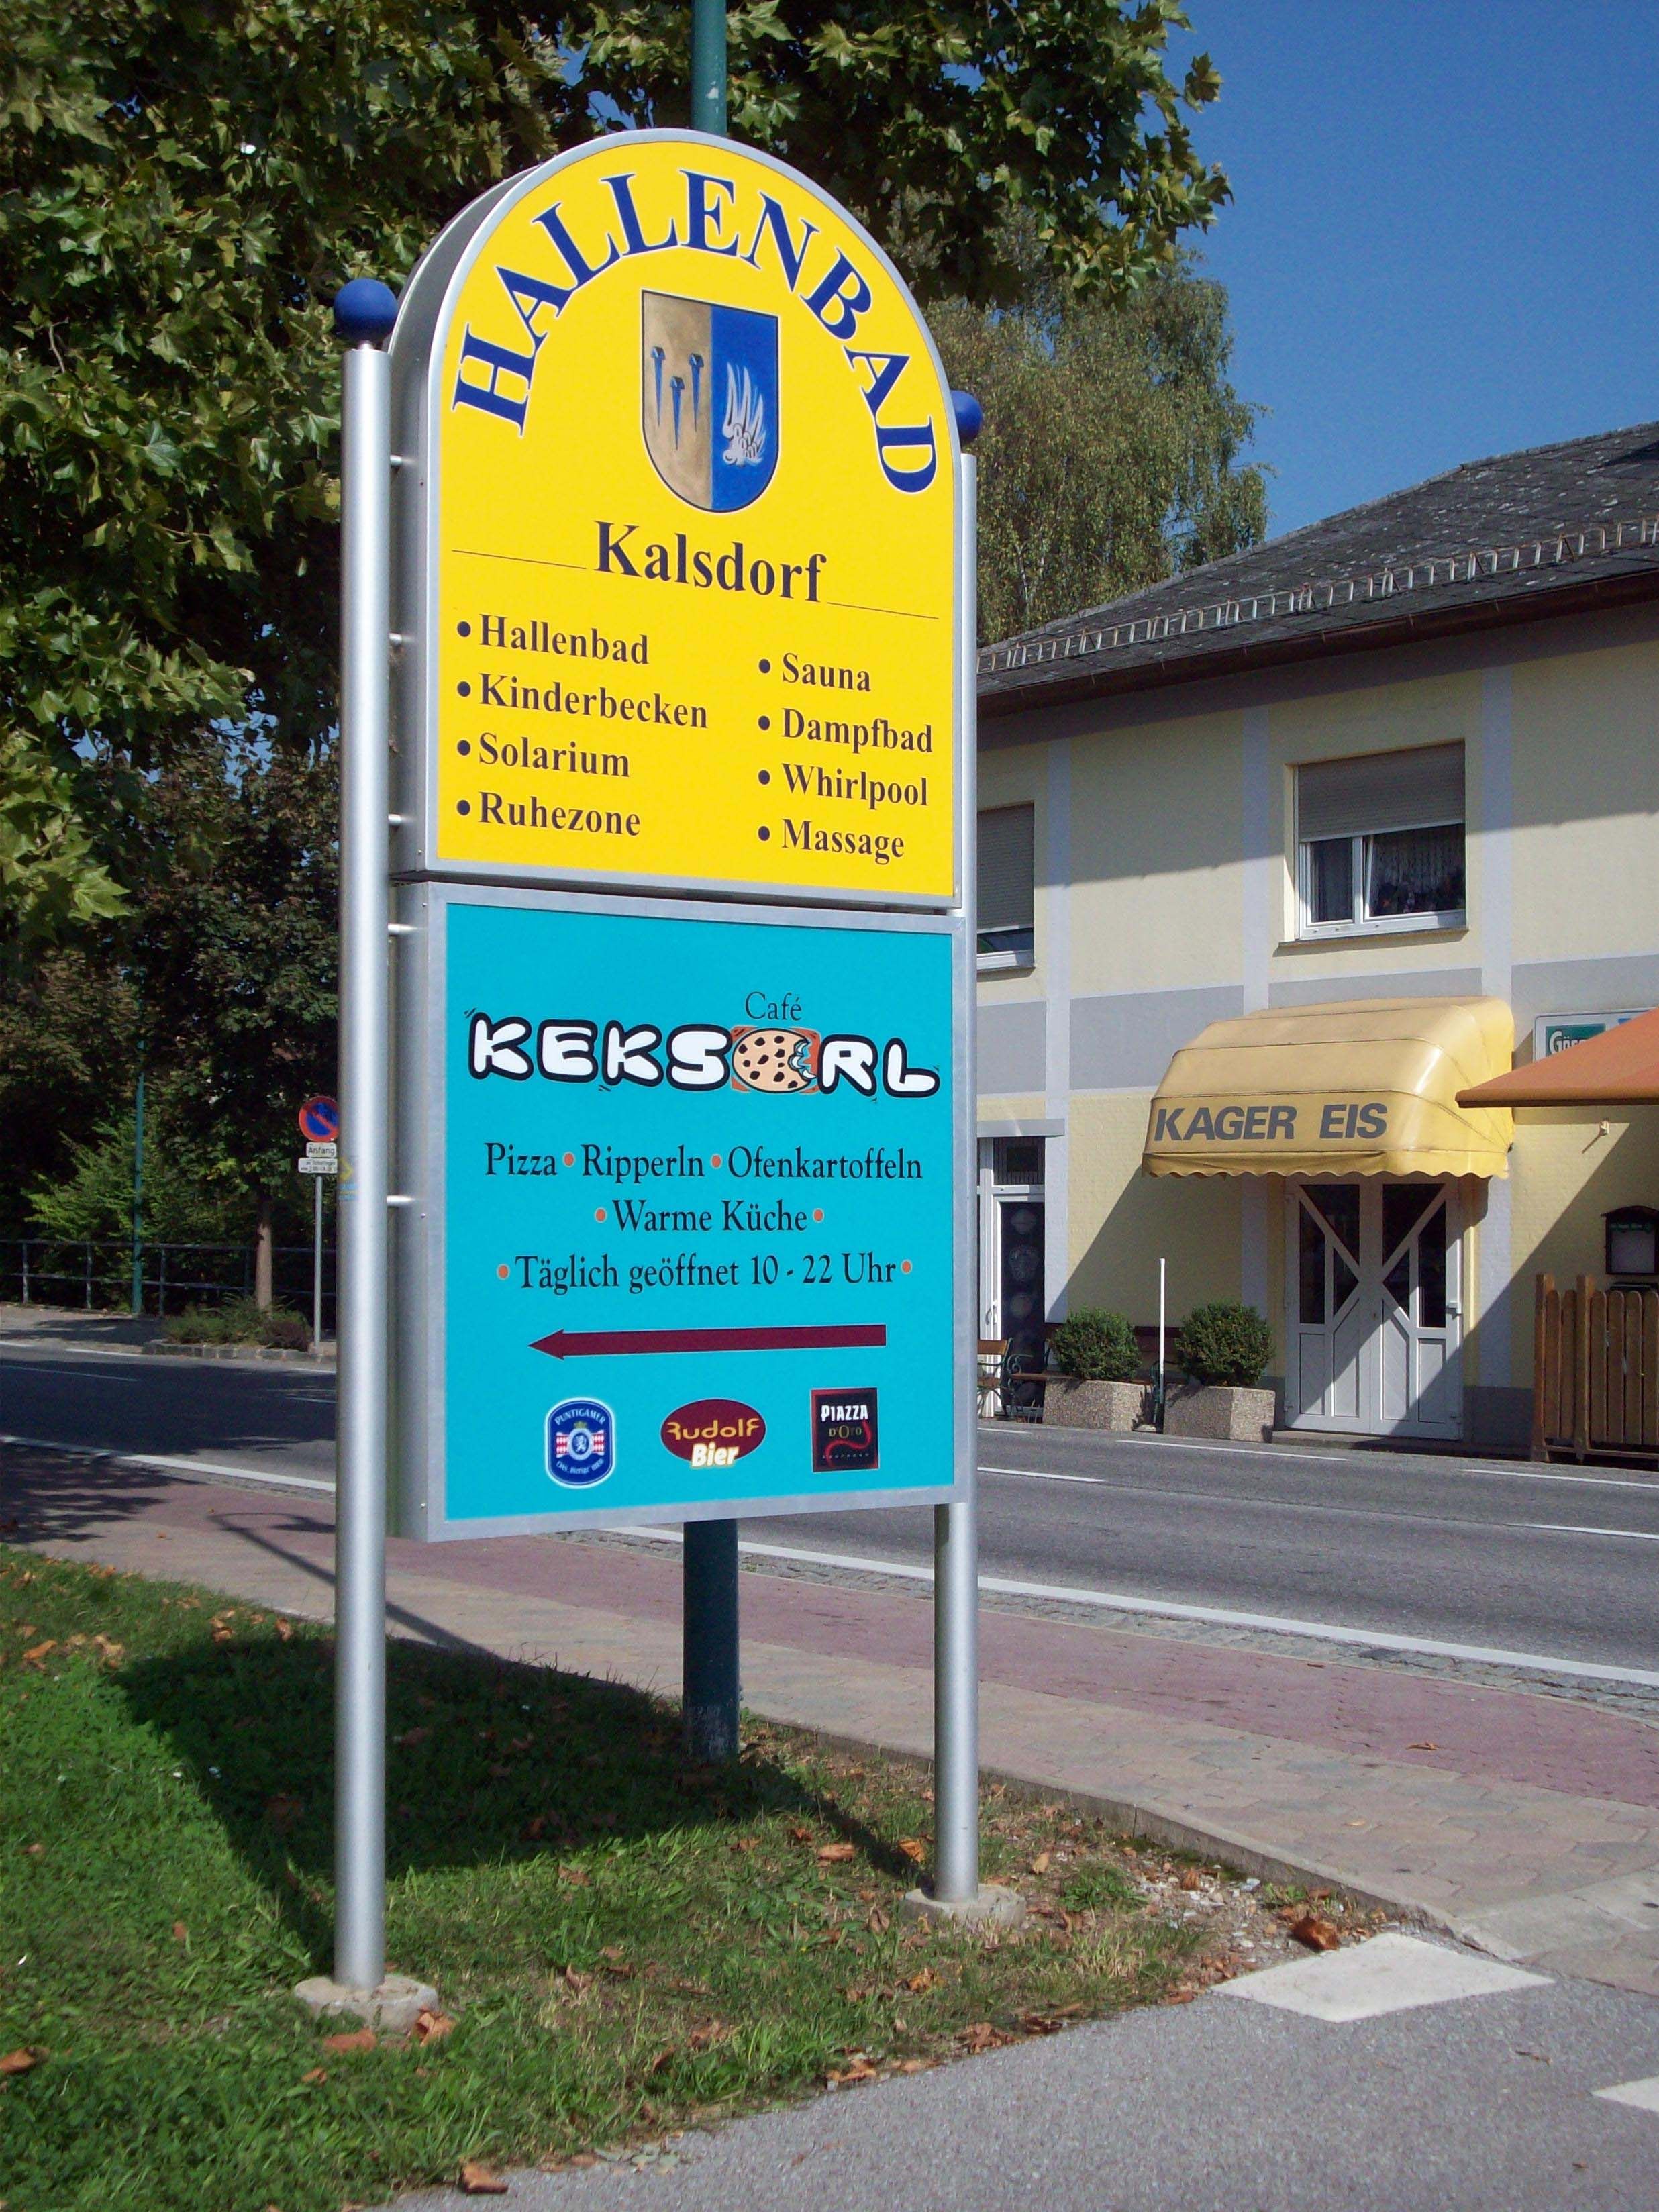 HALLENBAD
Kalsdorf
• Hallenbad
• Kinderbecken
• Solarium
• Ruhezone
• Sauna
• Dampfbad
• Whirlpool
• Massage
Café
KEKSERL
Pizza • Ripperln • Ofenkartoffeln
• Warme Küche •
• Täglich geöffnet 10 - 22 Uhr •
PUNTIGAMER
Rudolf
Bier
PIAZZA
D'ORO
KAGER EIS
Anfang